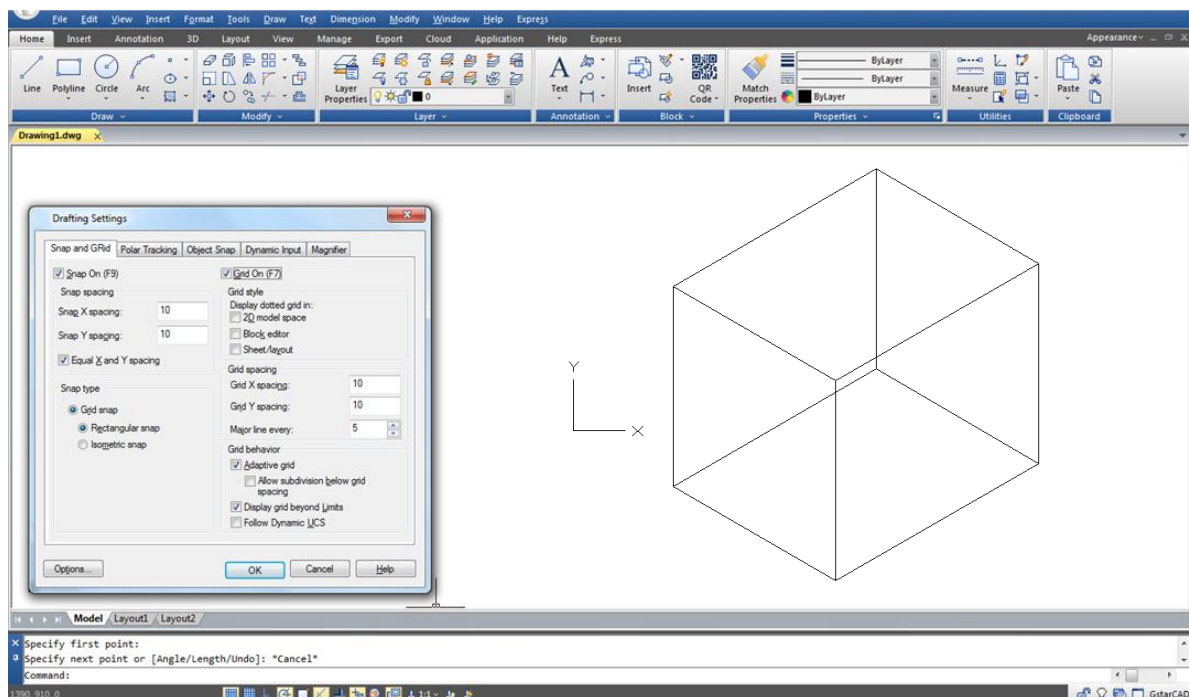 File Edit View Insert Format Tools Draw Text Dimension Modify Window Help Express
Home Insert Annotation 3D Layout View Manage Export Cloud Application Help Express Appearance
Line Polyline Circle Arc Layer Properties 0 Text Insert QR Code Match Properties ByLayer ByLayer ByLayer Measure Paste
Draw Modify Layer Annotation Block Properties Utilities Clipboard
Drawing1.dwg
Drafting Settings
Snap and GRid Polar Tracking Object Snap Dynamic Input Magnifier
Snap On (F9)
Snap spacing
Snap X spacing: 10
Snap Y spacing: 10
Equal X and Y spacing
Snap type
Grid snap
Rectangular snap
Isometric snap
Grid On (F7)
Grid style
Display dotted grid in:
2D model space
Block editor
Sheet/layout
Grid spacing
Grid X spacing: 10
Grid Y spacing: 10
Major line every: 5
Grid behavior
Adaptive grid
Allow subdivision below grid
spacing
Display grid beyond Limits
Follow Dynamic UCS
Options... OK Cancel Help
Y
X
Model Layout1 Layout2
Specify first point:
Specify next point or [Angle/Length/Undo]: *Cancel*
Command:
1390, 910, 0 1:1 GstarCAD